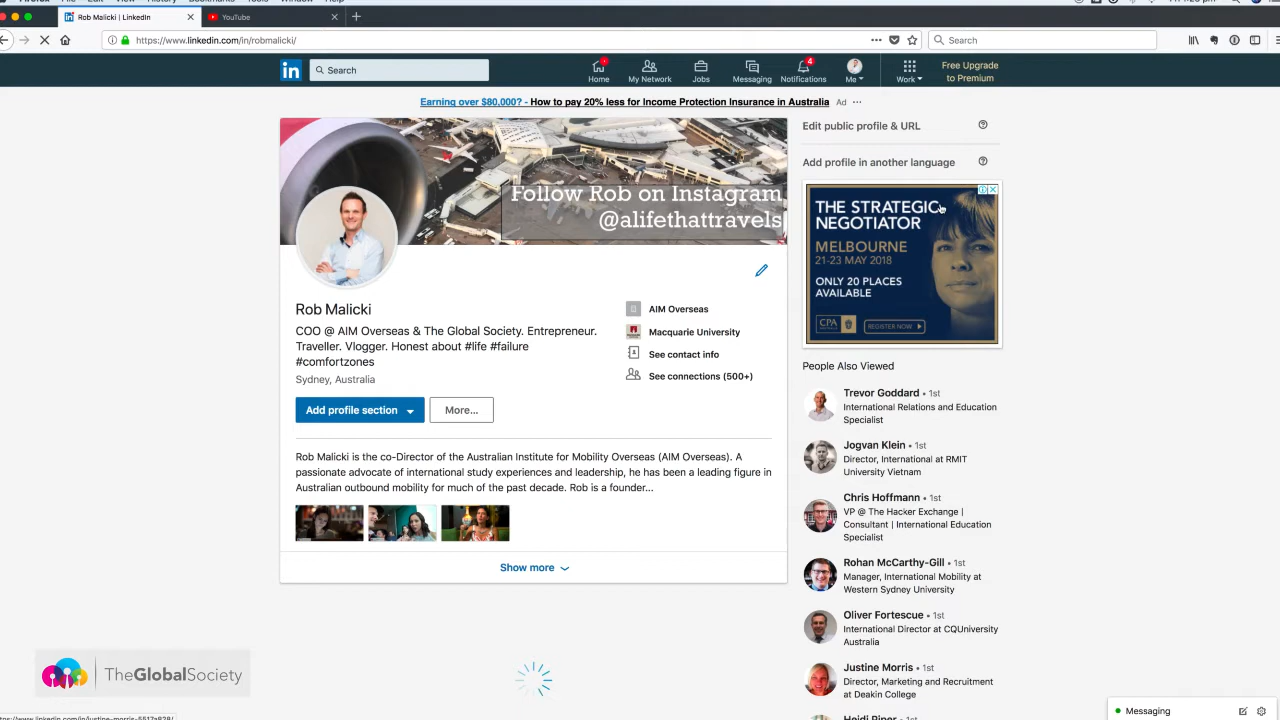 Rob Malicki | LinkedIn
YouTube
https://www.linkedin.com/in/robmalicki/
Search
in
Search
Home
My Network
Jobs
Messaging
4
Notifications
Me
Work
Free Upgrade
to Premium
Earning over $80,000? - How to pay 20% less for Income Protection Insurance in Australia Ad
Follow Rob on Instagram
@alifethattravels
Rob Malicki
COO @ AIM Overseas & The Global Society. Entrepreneur.
Traveller. Vlogger. Honest about #life #failure
#comfortzones
Sydney, Australia
AIM Overseas
Macquarie University
See contact info
See connections (500+)
Add profile section
More...
Rob Malicki is the co-Director of the Australian Institute for Mobility Overseas (AIM Overseas). A
passionate advocate of international study experiences and leadership, he has been a leading figure in
Australian outbound mobility for much of the past decade. Rob is a founder...
Show more
Edit public profile & URL
Add profile in another language
THE STRATEGIC
NEGOTIATOR
MELBOURNE
21-23 MAY 2018
ONLY 20 PLACES
AVAILABLE
CPA
REGISTER NOW
People Also Viewed
Trevor Goddard • 1st
International Relations and Education
Specialist
Jogvan Klein • 1st
Director, International at RMIT
University Vietnam
Chris Hoffmann • 1st
VP @ The Hacker Exchange |
Consultant | International Education
Specialist
Rohan McCarthy-Gill • 1st
Manager, International Mobility at
Western Sydney University
Oliver Fortescue • 1st
International Director at CQUniversity
Australia
Justine Morris • 1st
Director, Marketing and Recruitment
at Deakin College
TheGlobalSociety
Messaging